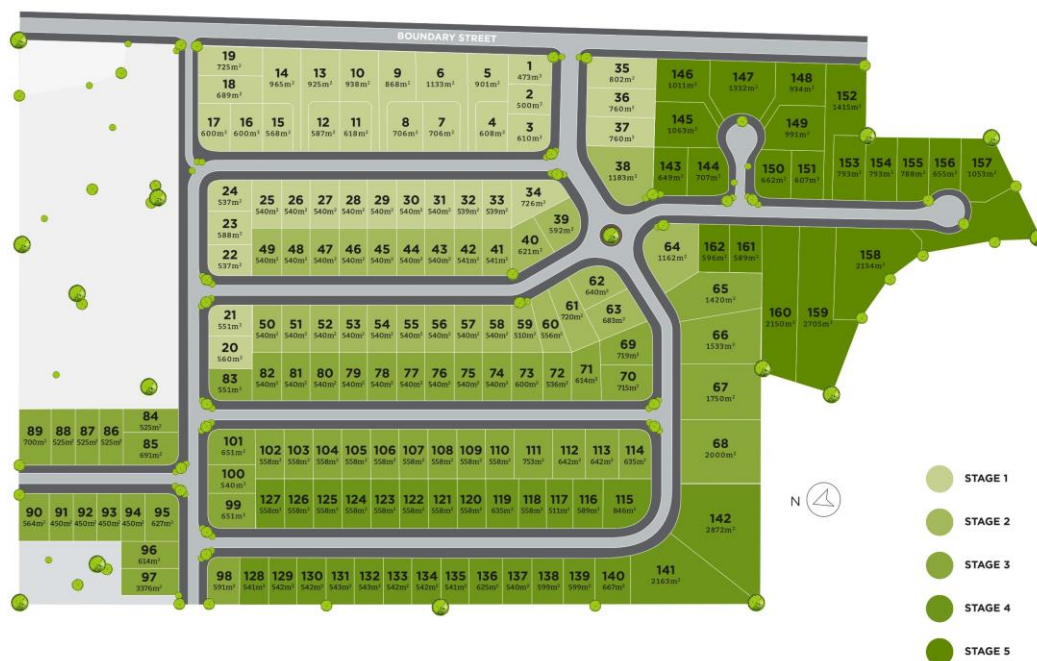 BOUNDARY STREET
19
725m²
18
689m²
17
600m²
16
600m²
15
568m²
14
965m²
13
925m²
12
587m²
11
618m²
10
938m²
9
868m²
8
706m²
7
706m²
6
1133m²
5
901m²
4
608m²
1
473m²
2
500m²
3
610m²
35
802m²
36
760m²
37
760m²
38
1183m²
146
1011m²
145
1063m²
143
649m²
144
707m²
147
1332m²
148
934m²
149
991m²
150
662m²
151
607m²
152
1415m²
153
793m²
154
793m²
155
788m²
156
655m²
157
1053m²
24
537m²
23
588m²
22
537m²
25
540m²
26
540m²
27
540m²
28
540m²
29
540m²
30
540m²
31
540m²
32
539m²
33
539m²
34
726m²
39
592m²
40
621m²
49
540m²
48
540m²
47
540m²
46
540m²
45
540m²
44
540m²
43
540m²
42
541m²
41
541m²
64
1162m²
162
596m²
161
589m²
65
1420m²
66
1533m²
67
1750m²
68
2000m²
160
2150m²
159
2705m²
158
2154m²
21
551m²
20
560m²
83
551m²
50
540m²
51
540m²
52
540m²
53
540m²
54
540m²
55
540m²
56
540m²
57
540m²
58
540m²
59
510m²
60
556m²
61
720m²
62
640m²
63
683m²
69
719m²
70
715m²
82
540m²
81
540m²
80
540m²
79
540m²
78
540m²
77
540m²
76
540m²
75
540m²
74
540m²
73
600m²
72
536m²
71
614m²
89
700m²
88
525m²
87
525m²
86
525m²
84
525m²
85
691m²
101
651m²
100
540m²
99
651m²
102
558m²
103
558m²
104
558m²
105
558m²
106
558m²
107
558m²
108
558m²
109
558m²
110
558m²
111
753m²
112
642m²
113
642m²
114
635m²
127
558m²
126
558m²
125
558m²
124
558m²
123
558m²
122
558m²
121
558m²
120
558m²
119
635m²
118
558m²
117
511m²
116
589m²
115
846m²
90
564m²
91
450m²
92
450m²
93
450m²
94
450m²
95
627m²
96
614m²
97
3376m²
98
591m²
128
541m²
129
542m²
130
542m²
131
543m²
132
543m²
133
542m²
134
542m²
135
541m²
136
625m²
137
540m²
138
599m²
139
599m²
140
667m²
141
2163m²
142
2872m²
N
STAGE 1
STAGE 2
STAGE 3
STAGE 4
STAGE 5